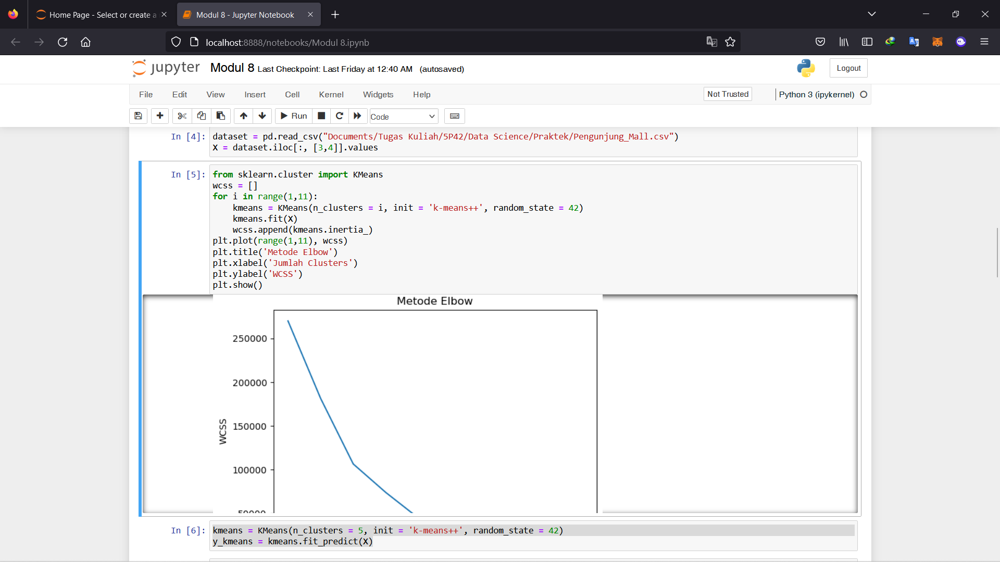 Home Page - Select or create a
Modul 8 - Jupyter Notebook
localhost:8888/notebooks/Modul 8.ipynb
jupyter Modul 8 Last Checkpoint: Last Friday at 12:40 AM (autosaved)
Logout
File Edit View Insert Cell Kernel Widgets Help
Not Trusted
Python 3 (ipykernel)
Run
Code
In [4]: dataset = pd.read_csv("Documents/Tugas Kuliah/5P42/Data Science/Praktek/Pengunjung_Mall.csv")
X = dataset.iloc[:, [3,4]].values
In [5]: from sklearn.cluster import KMeans
wcss = []
for i in range(1,11):
    kmeans = KMeans(n_clusters = i, init = 'k-means++', random_state = 42)
    kmeans.fit(X)
    wcss.append(kmeans.inertia_)
plt.plot(range(1,11), wcss)
plt.title('Metode Elbow')
plt.xlabel('Jumlah Clusters')
plt.ylabel('WCSS')
plt.show()
Metode Elbow
250000
200000
150000
100000
50000
WCSS
In [6]: kmeans = KMeans(n_clusters = 5, init = 'k-means++', random_state = 42)
y_kmeans = kmeans.fit_predict(X)